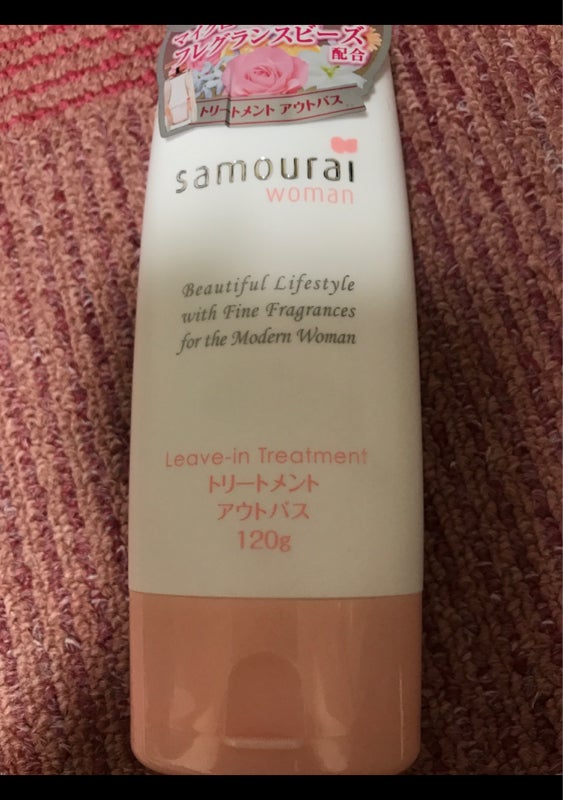 フレグランスビーズ
配合
トリートメント アウトバス
samourai
woman
Beautiful Lifestyle
with Fine Fragrances
for the Modern Woman
Leave-in Treatment
トリートメント
アウトバス
120g